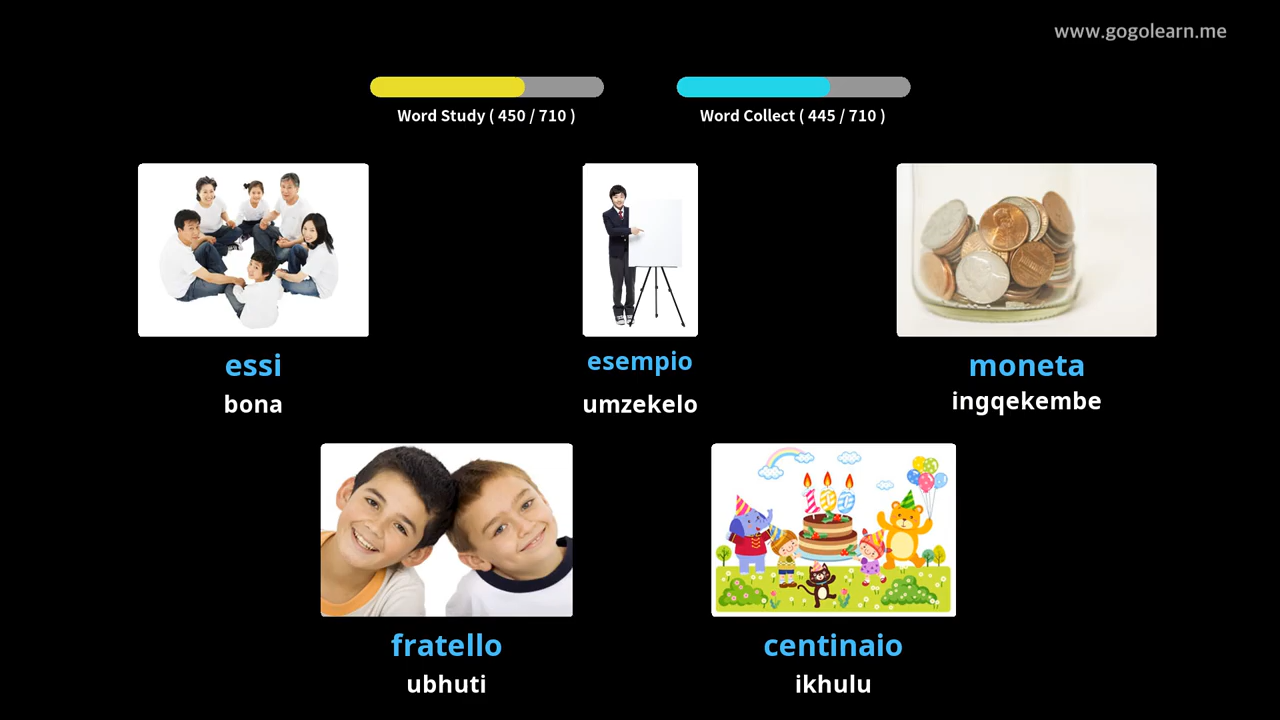 www.gogolearn.me
Word Study ( 450 / 710 )
Word Collect ( 445 / 710 )
essi
bona
esempio
umzekelo
moneta
ingqekembe
fratello
ubhuti
centinaio
ikhulu